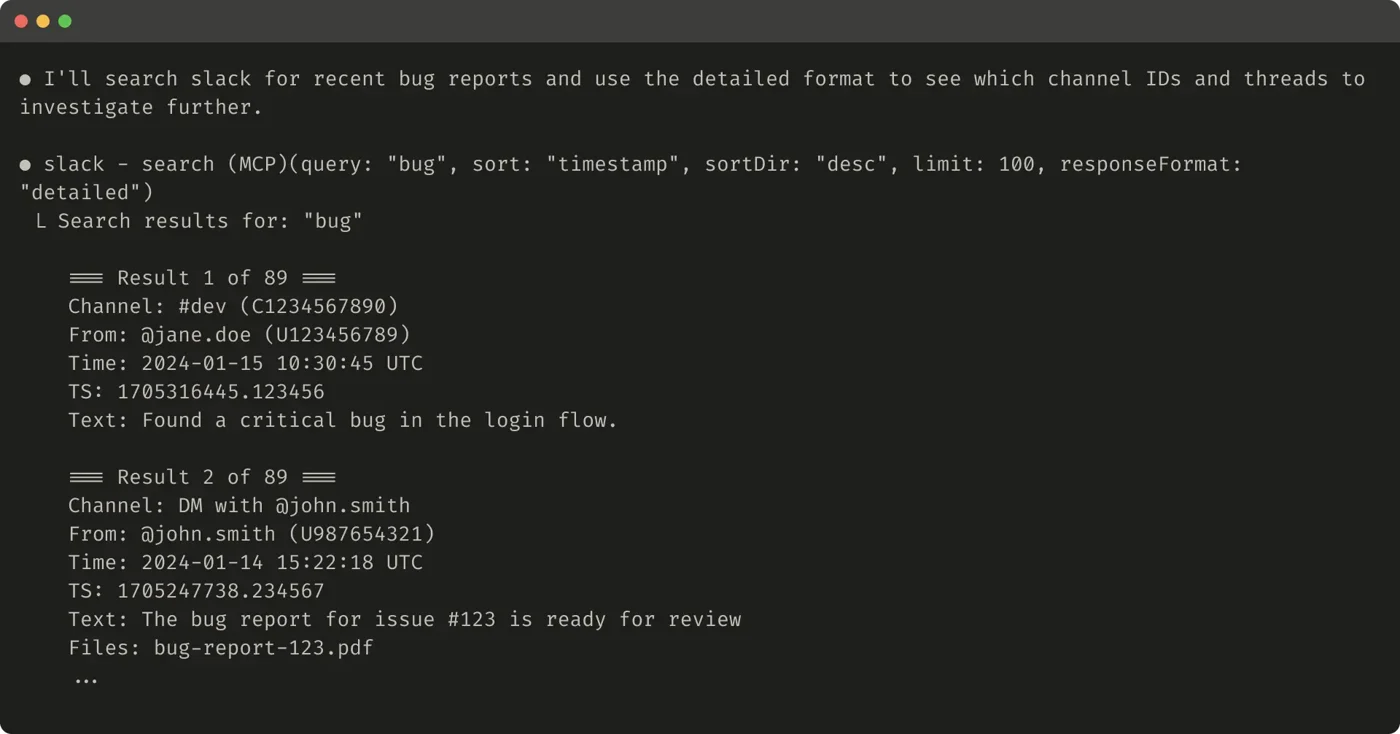 ● I'll search slack for recent bug reports and use the detailed format to see which channel IDs and threads to
investigate further.
● slack - search (MCP)(query: "bug", sort: "timestamp", sortDir: "desc", limit: 100, responseFormat:
"detailed")
└ Search results for: "bug"
=== Result 1 of 89 ===
Channel: #dev (C1234567890)
From: @jane.doe (U123456789)
Time: 2024-01-15 10:30:45 UTC
TS: 1705316445.123456
Text: Found a critical bug in the login flow.
=== Result 2 of 89 ===
Channel: DM with @john.smith
From: @john.smith (U987654321)
Time: 2024-01-14 15:22:18 UTC
TS: 1705247738.234567
Text: The bug report for issue #123 is ready for review
Files: bug-report-123.pdf
...